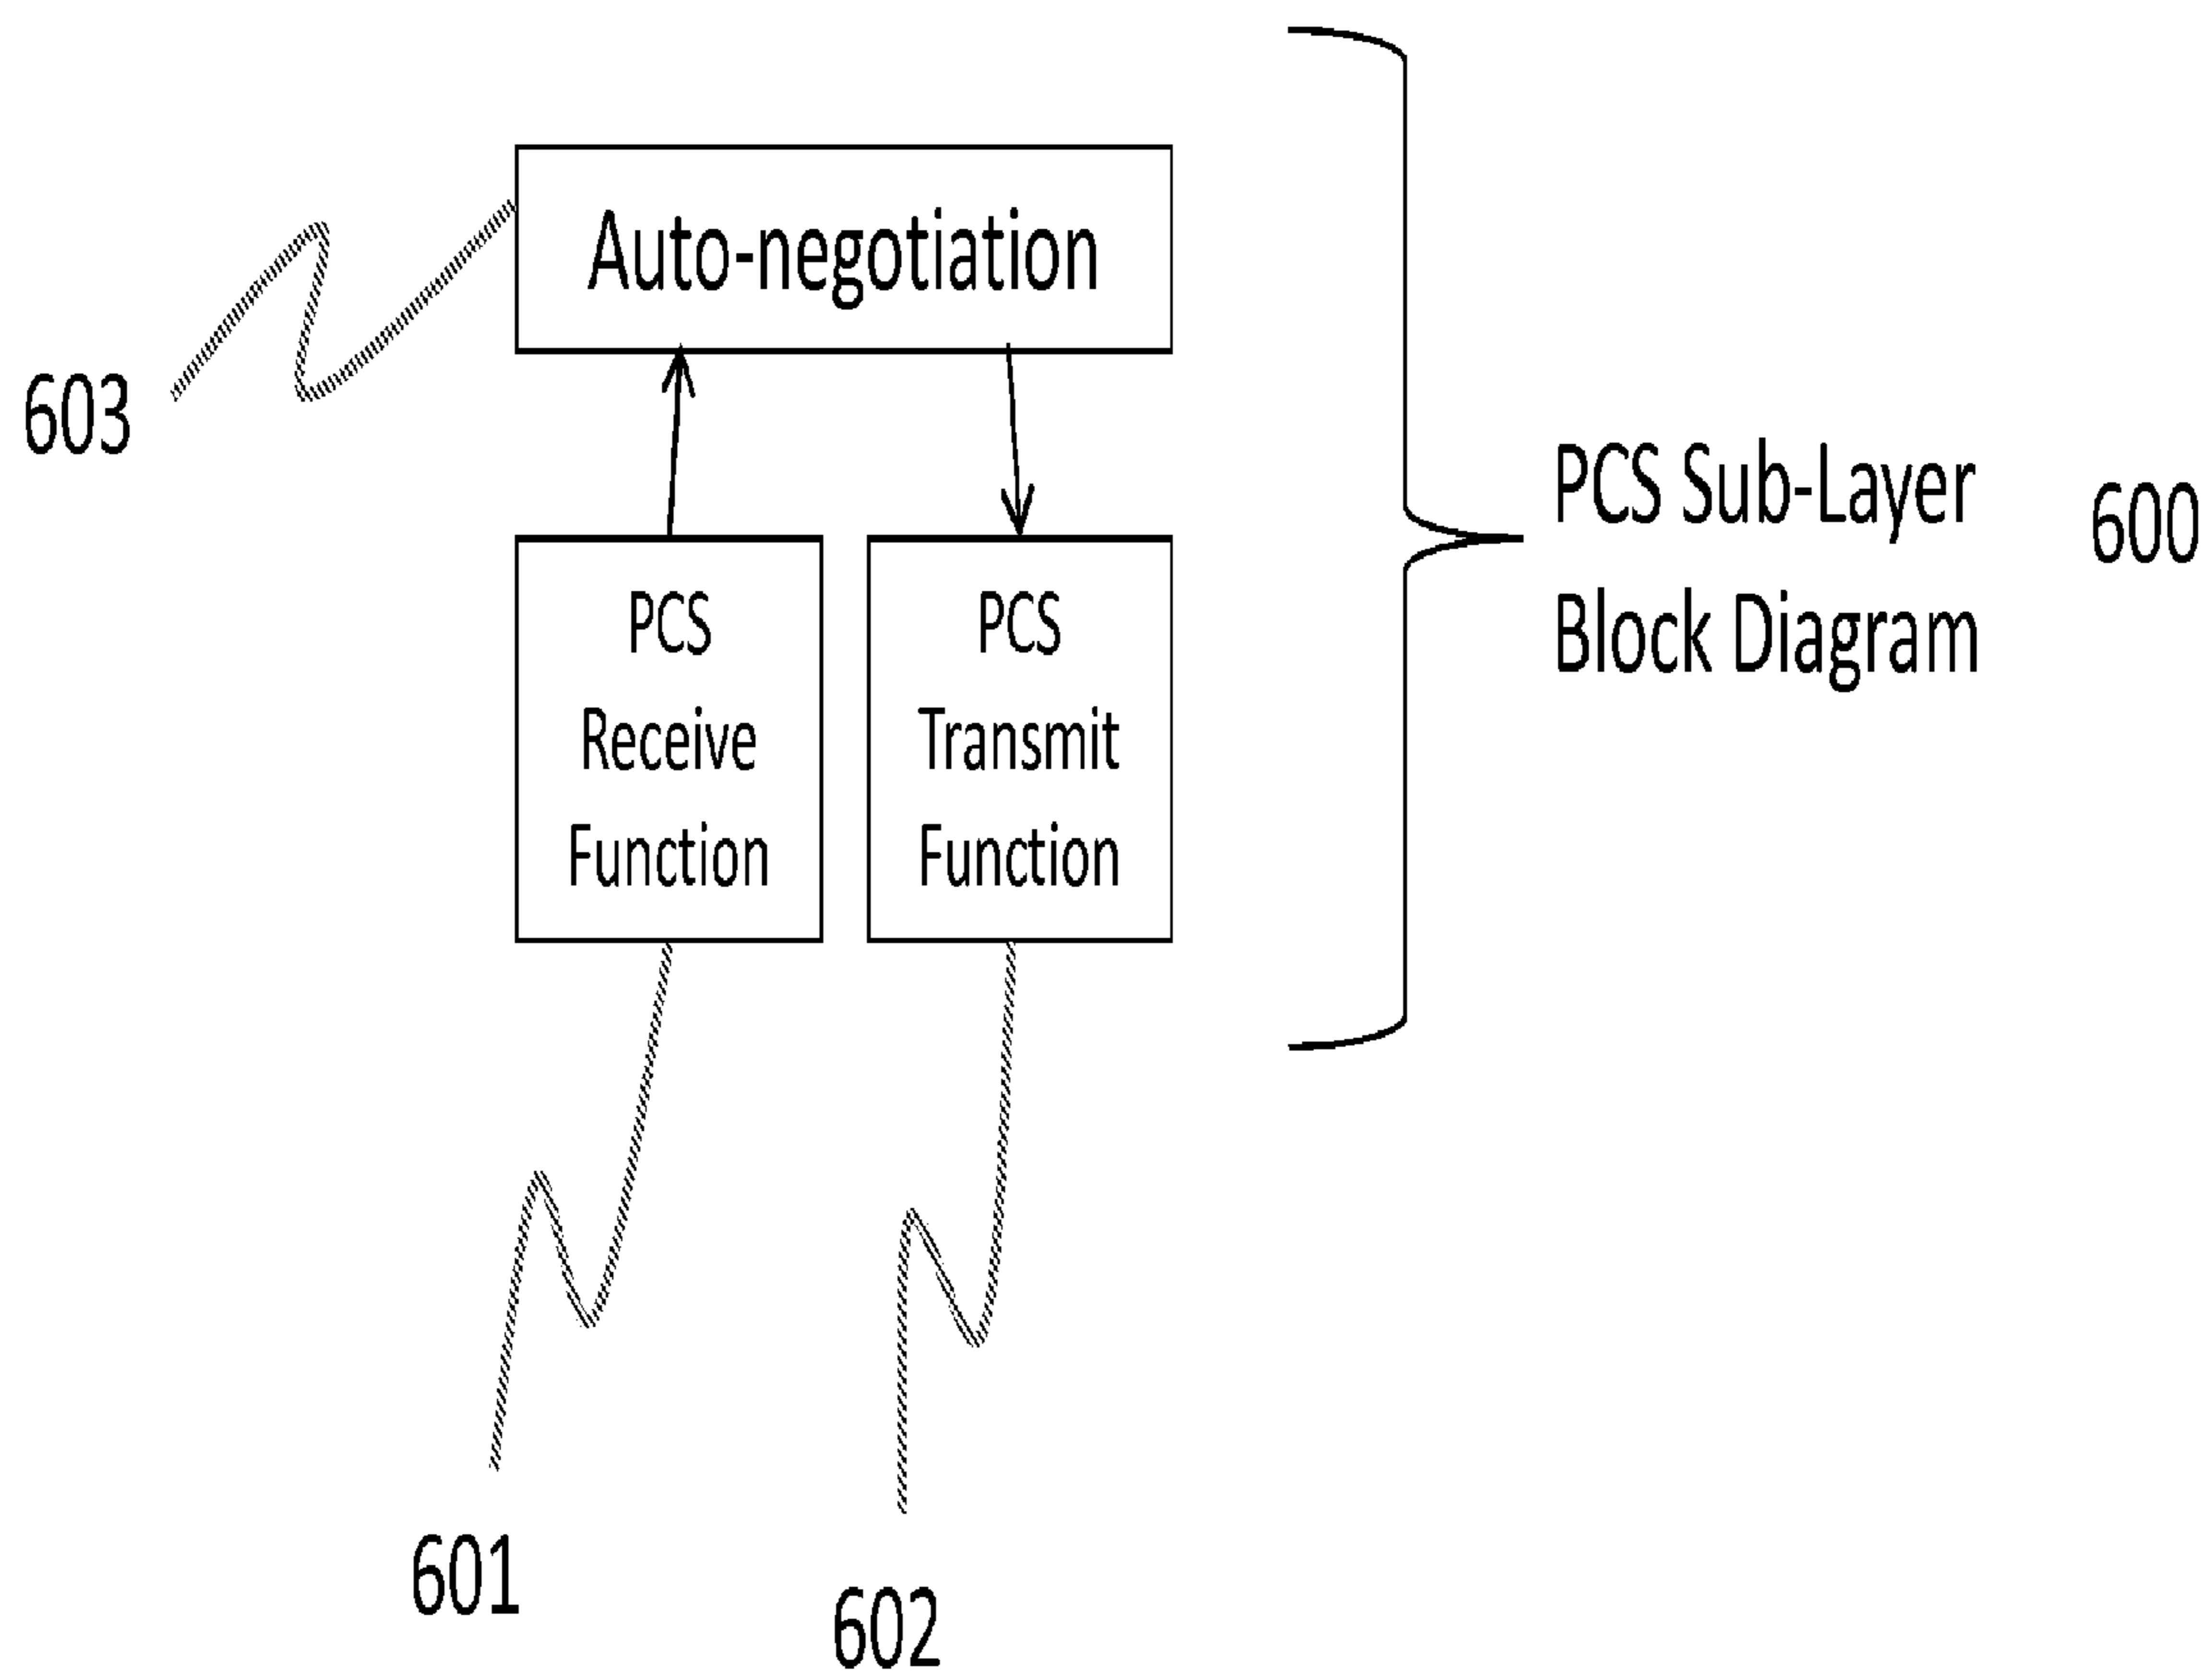 Auto-negotiation
603
PCS
Receive
Function
PCS
Transmit
Function
PCS Sub-Layer
Block Diagram
600
601
602